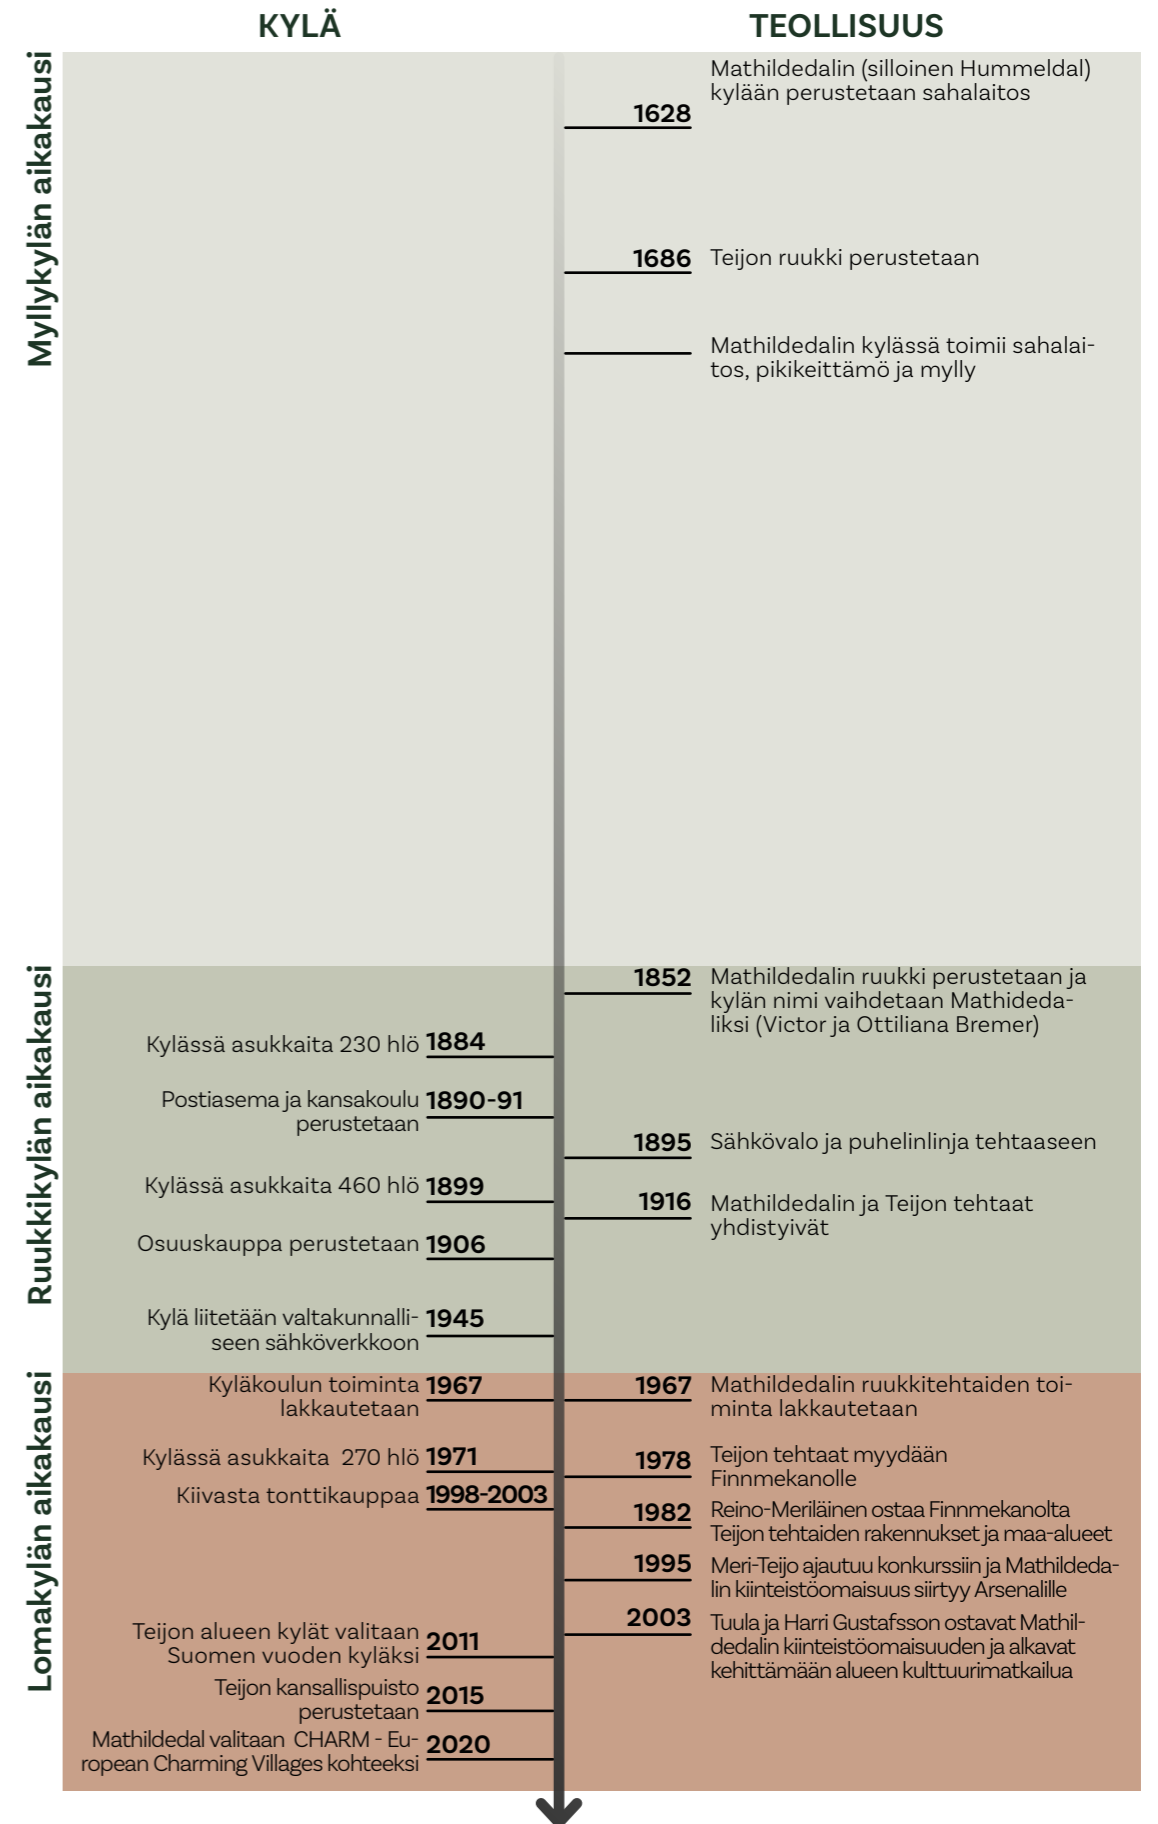 KYLÄ
TEOLLISUUS
Myllykylän aikakausi
Mathildedalin (silloinen Hummeldal)
kylään perustetaan sahalaitos
1628
1686
Teijon ruukki perustetaan
Mathildedalin kylässä toimii sahalai-
tos, pikikeittämö ja mylly
Ruukkikylän aikakausi
1852
Mathildedalin ruukki perustetaan ja
kylän nimi vaihdetaan Mathideda-
liksi (Victor ja Ottiliana Bremer)
Kylässä asukkaita 230 hlö
1884
Postiasema ja kansakoulu
perustetaan
1890-91
1895
Sähkövalo ja puhelinlinja tehtaaseen
Kylässä asukkaita 460 hlö
1899
1916
Mathildedalin ja Teijon tehtaat
yhdistyivät
Osuuskauppa perustetaan
1906
Kylä liitetään valtakunnalli-
seen sähköverkkoon
1945
Lomakylän aikakausi
Kyläkoulun toiminta
lakkautetaan
1967
1967
Mathildedalin ruukkitehtaiden toi-
minta lakkautetaan
Kylässä asukkaita 270 hlö
1971
1978
Teijon tehtaat myydään
Finnmekanolle
Kiivasta tonttikauppaa
1998-2003
1982
Reino-Meriläinen ostaa Finnmekanolta
Teijon tehtaiden rakennukset ja maa-alueet
1995
Meri-Teijo ajautuu konkurssiin ja Mathildeda-
lin kiinteistöomaisuus siirtyy Arsenalille
2003
Tuula ja Harri Gustafsson ostavat Mathil-
dedalin kiinteistöomaisuuden ja alkavat
kehittämään alueen kulttuurimatkailua
Teijon alueen kylät valitaan
Suomen vuoden kyläksi
2011
Teijon kansallispuisto
perustetaan
2015
Mathildedal valitaan CHARM - Eu-
ropean Charming Villages kohteeksi
2020